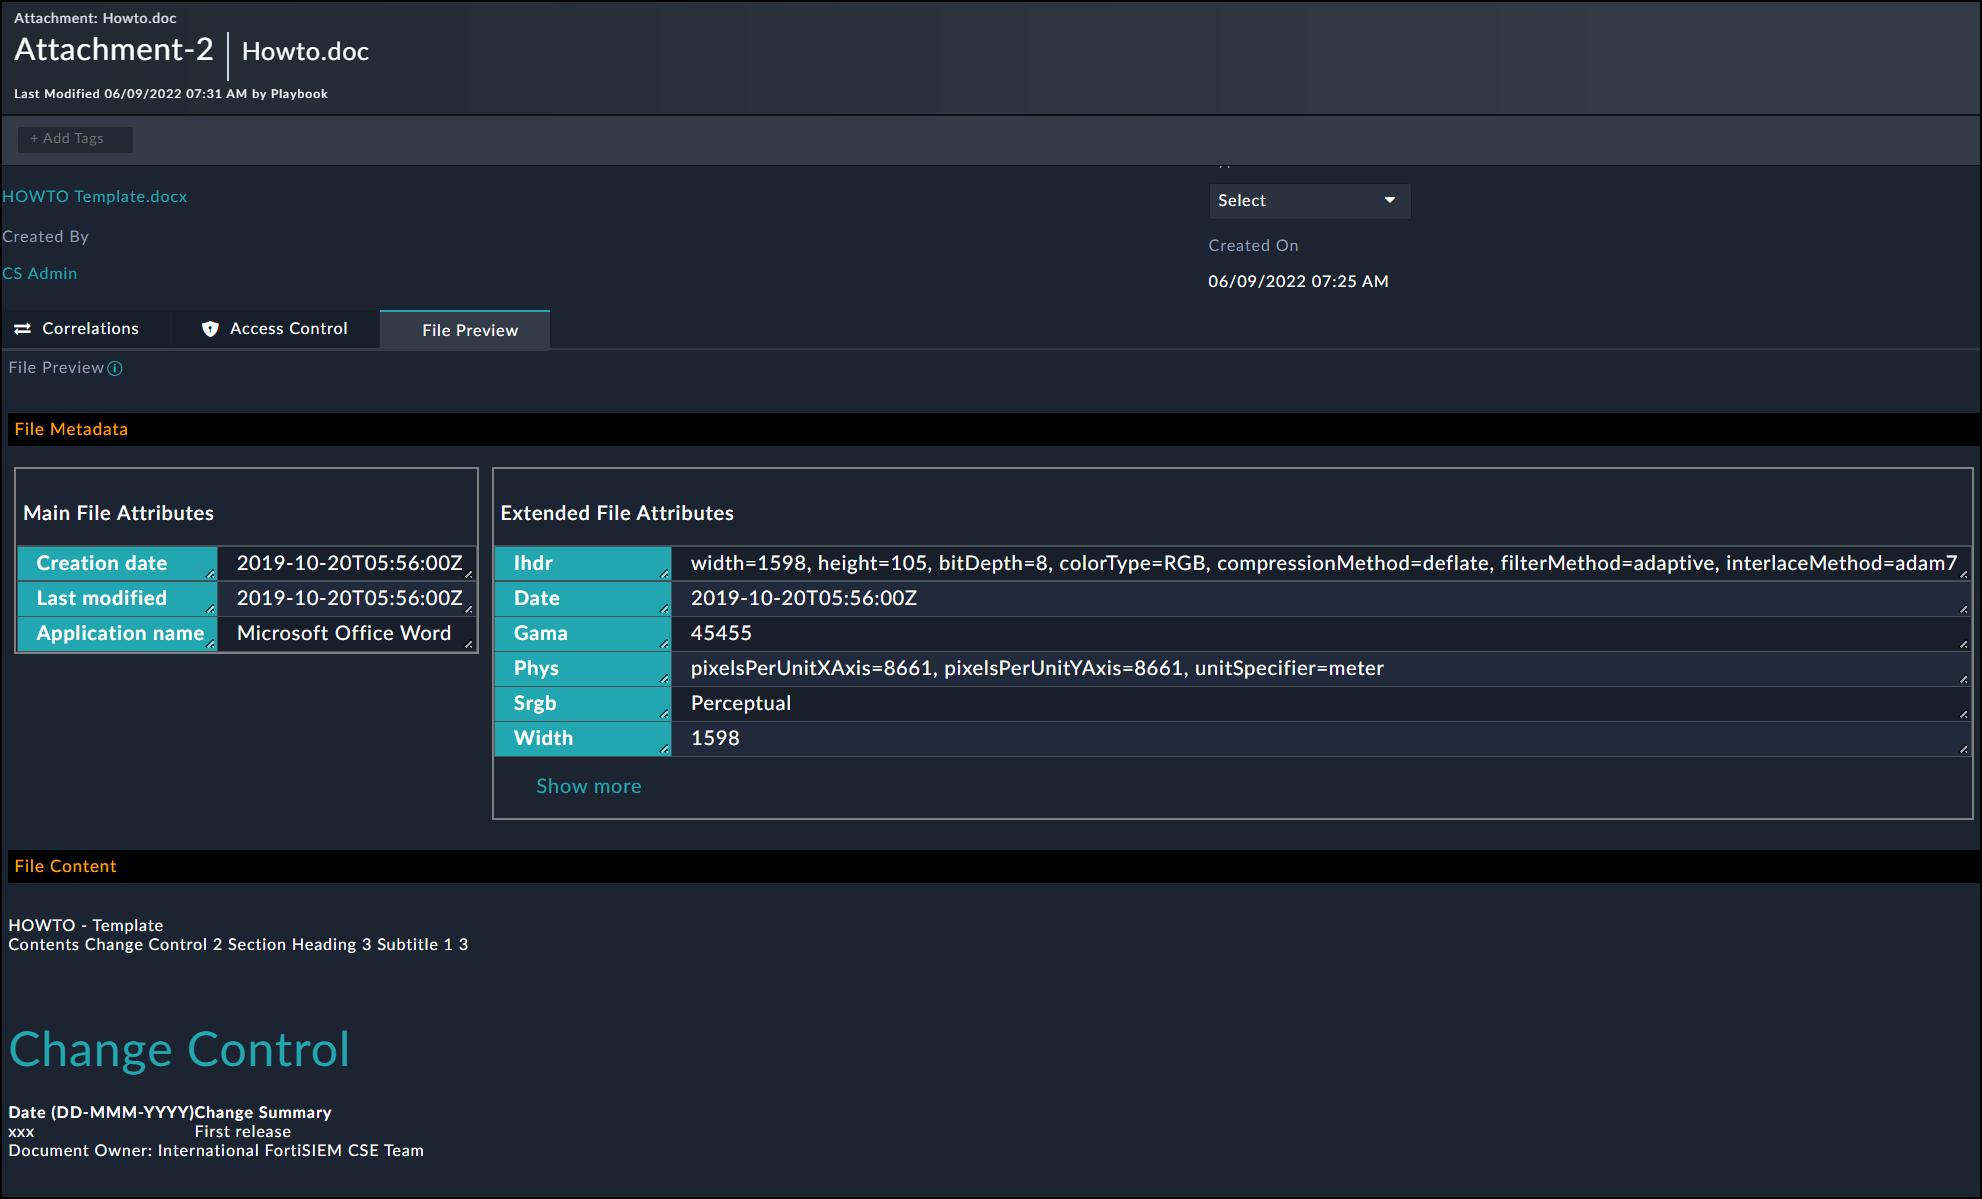 Attachment: Howto.doc
Attachment-2 | Howto.doc
Last Modified 06/09/2022 07:31 AM by Playbook
+ Add Tags
HOWTO Template.docx
Select
Created By
Created On
CS Admin
06/09/2022 07:25 AM
Correlations
Access Control
File Preview
File Preview
File Metadata
Main File Attributes
Creation date 2019-10-20T05:56:00Z
Last modified 2019-10-20T05:56:00Z
Application name Microsoft Office Word
Extended File Attributes
Ihdr width=1598, height=105, bitDepth=8, colorType=RGB, compressionMethod=deflate, filterMethod=adaptive, interlaceMethod=adam7
Date 2019-10-20T05:56:00Z
Gama 45455
Phys pixelsPerUnitXAxis=8661, pixelsPerUnitYAxis=8661, unitSpecifier=meter
Srgb Perceptual
Width 1598
Show more
File Content
HOWTO - Template
Contents Change Control 2 Section Heading 3 Subtitle 1 3
Change Control
Date (DD-MMM-YYYY)Change Summary
xxx First release
Document Owner: International FortiSIEM CSE Team